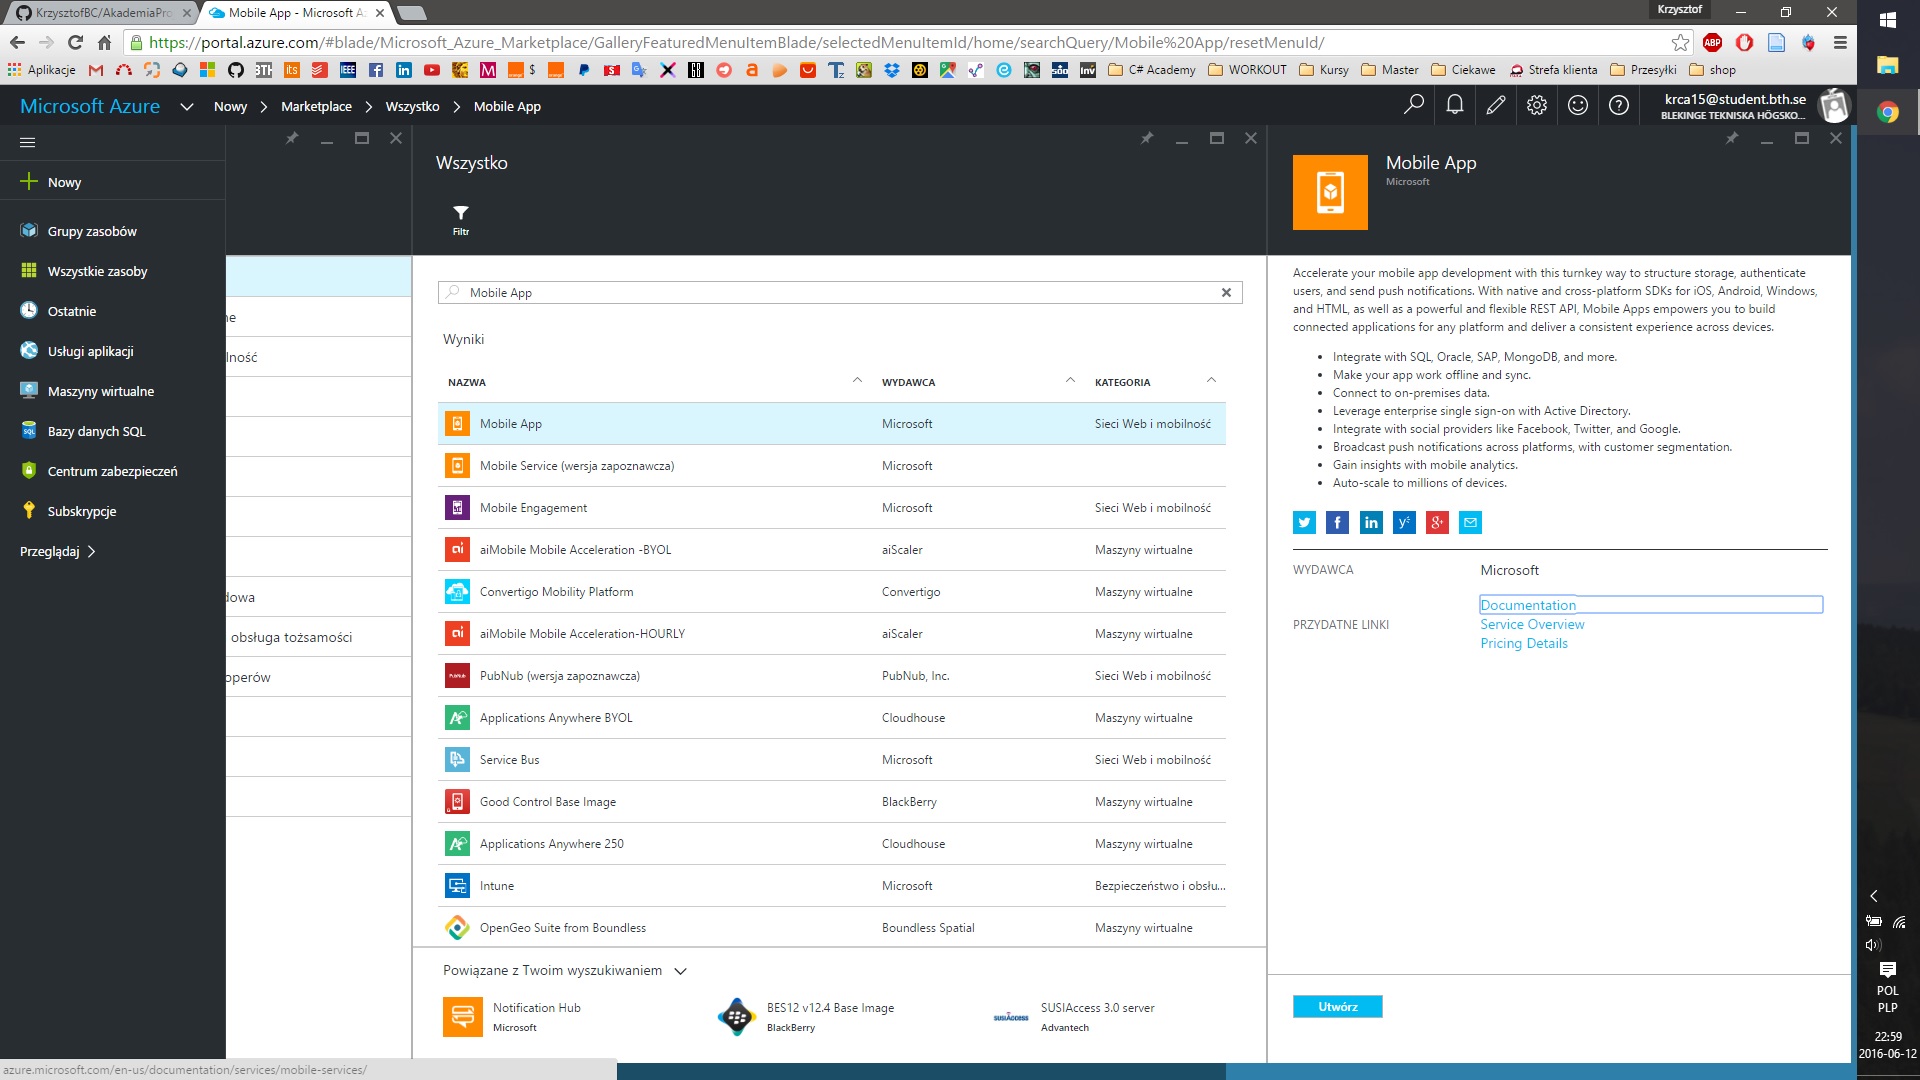 KrzysztofBC/AkademiaPro
Mobile App - Microsoft Az
Krzysztof
https://portal.azure.com/#blade/Microsoft_Azure_Marketplace/GalleryFeaturedMenuItemBlade/selectedMenuItemId/home/searchQuery/Mobile%20App/resetMenuId/
ABP
Aplikacje
C# Academy
WORKOUT
Kursy
Master
Ciekawe
Strefa klienta
Przesyłki
shop
Microsoft Azure
Nowy
Marketplace
Wszystko
Mobile App
krca15@student.bth.se
BLEKINGE TEKNISKA HÖGSKO...
Nowy
Grupy zasobów
Wszystkie zasoby
Ostatnie
Usługi aplikacji
Maszyny wirtualne
Bazy danych SQL
Centrum zabezpieczeń
Subskrypcje
Przeglądaj
ne
lność
dowa
obsługa tożsamości
operów
Wszystko
Filtr
Mobile App
Wyniki
NAZWA WYDAWCA KATEGORIA
Mobile App Microsoft Sieci Web i mobilność
Mobile Service (wersja zapoznawcza) Microsoft
Mobile Engagement Microsoft Sieci Web i mobilność
aiMobile Mobile Acceleration -BYOL aiScaler Maszyny wirtualne
Convertigo Mobility Platform Convertigo Maszyny wirtualne
aiMobile Mobile Acceleration-HOURLY aiScaler Maszyny wirtualne
PubNub (wersja zapoznawcza) PubNub, Inc. Sieci Web i mobilność
Applications Anywhere BYOL Cloudhouse Maszyny wirtualne
Service Bus Microsoft Sieci Web i mobilność
Good Control Base Image BlackBerry Maszyny wirtualne
Applications Anywhere 250 Cloudhouse Maszyny wirtualne
Intune Microsoft Bezpieczeństwo i obsłu...
OpenGeo Suite from Boundless Boundless Spatial Maszyny wirtualne
Powiązane z Twoim wyszukiwaniem
Notification Hub
Microsoft
BES12 v12.4 Base Image
BlackBerry
SUSIAccess 3.0 server
Advantech
Mobile App
Microsoft
Accelerate your mobile app development with this turnkey way to structure storage, authenticate
users, and send push notifications. With native and cross-platform SDKs for iOS, Android, Windows,
and HTML, as well as a powerful and flexible REST API, Mobile Apps empowers you to build
connected applications for any platform and deliver a consistent experience across devices.
Integrate with SQL, Oracle, SAP, MongoDB, and more.
Make your app work offline and sync.
Connect to on-premises data.
Leverage enterprise single sign-on with Active Directory.
Integrate with social providers like Facebook, Twitter, and Google.
Broadcast push notifications across platforms, with customer segmentation.
Gain insights with mobile analytics.
Auto-scale to millions of devices.
WYDAWCA Microsoft
PRZYDATNE LINKI
Documentation
Service Overview
Pricing Details
Utwórz
POL
PLP
22:59
2016-06-12
azure.microsoft.com/en-us/documentation/services/mobile-services/